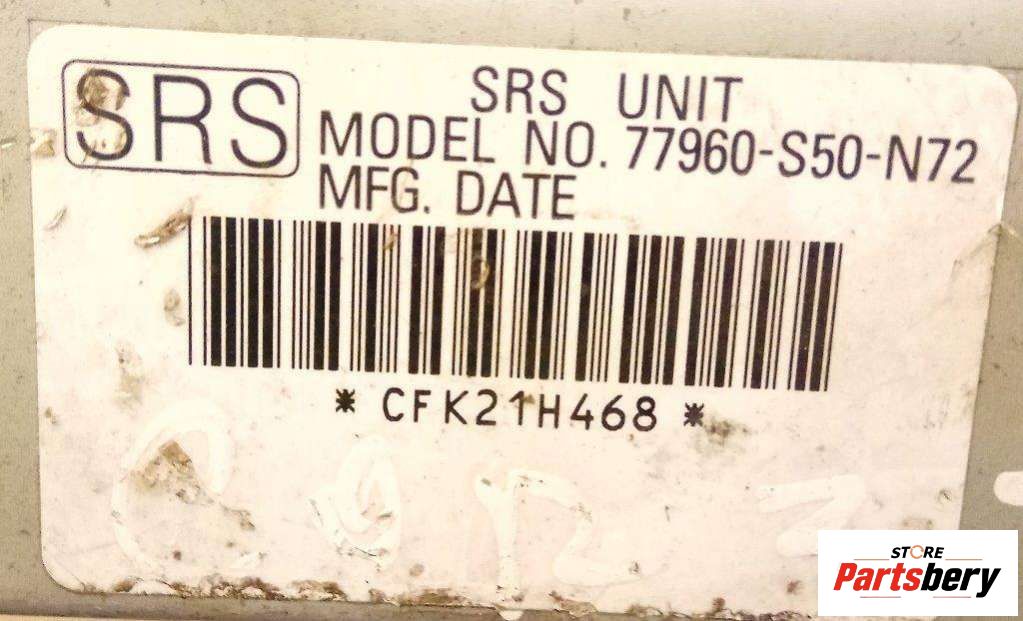 SRS
SRS UNIT
MODEL NO. 77960-S50-N72
MFG. DATE
* CFK21H468 *
STORE
Partsbery